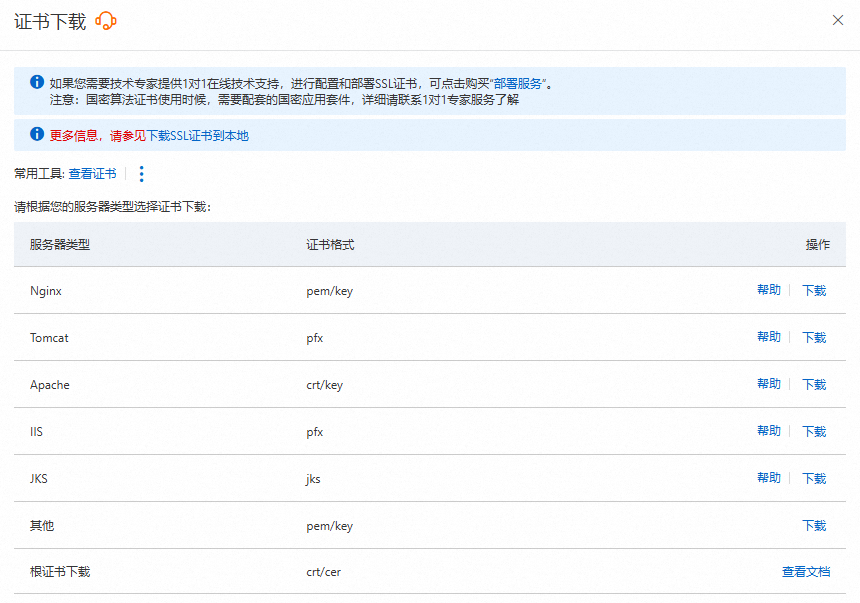 证书下载
如果您需要技术专家提供1对1在线技术支持，进行配置和部署SSL证书，可点击购买“部署服务”。
注意：国密算法证书使用时候，需要配套的国密应用套件，详细请联系1对1专家服务了解
更多信息，请参见下载SSL证书到本地
常用工具: 查看证书
请根据您的服务器类型选择证书下载：
服务器类型 证书格式 操作
Nginx pem/key 帮助 下载
Tomcat pfx 帮助 下载
Apache crt/key 帮助 下载
IIS pfx 帮助 下载
JKS jks 帮助 下载
其他 pem/key 下载
根证书下载 crt/cer 查看文档